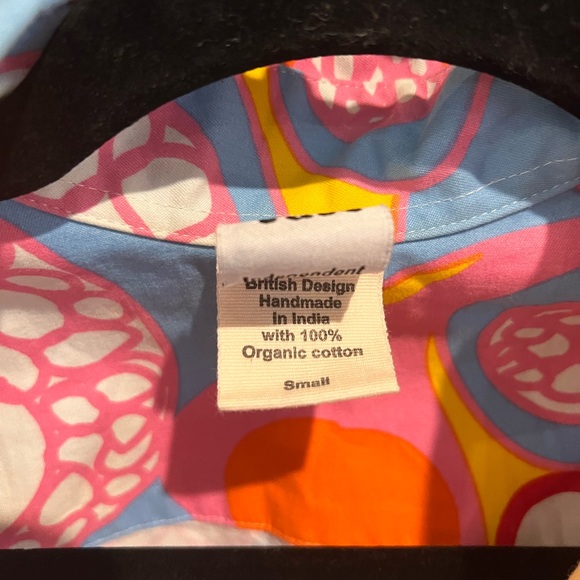 British Design
Handmade
in India
with 100%
Organic cotton
Small